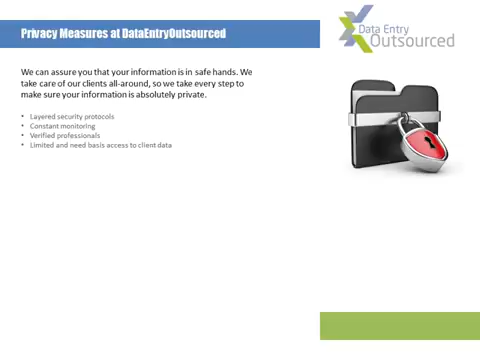 Privacy Measures at DataEntryOutsourced
Data Entry
Outsourced
We can assure you that your information is in safe hands. We
take care of our clients all-around, so we take every step to
make sure your information is absolutely private.
• Layered security protocols
• Constant monitoring
• Verified professionals
• Limited and need basis access to client data